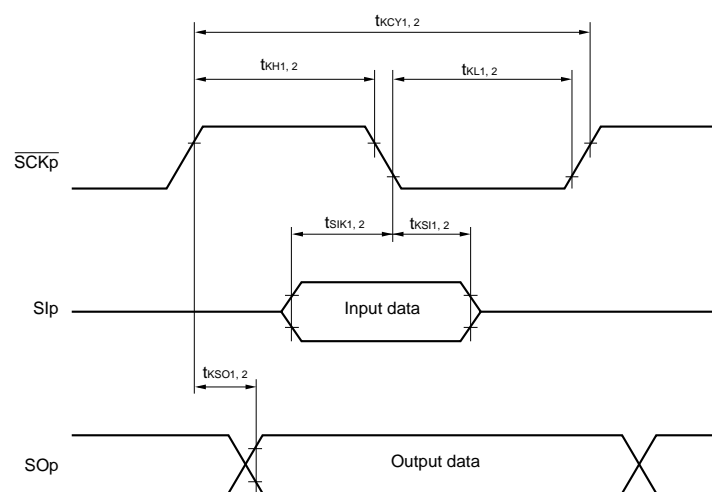 tKCY1, 2
tKH1, 2
tKL1, 2
SCKp
tSIK1, 2
tKSI1, 2
SIp
Input data
tKSO1, 2
SOp
Output data